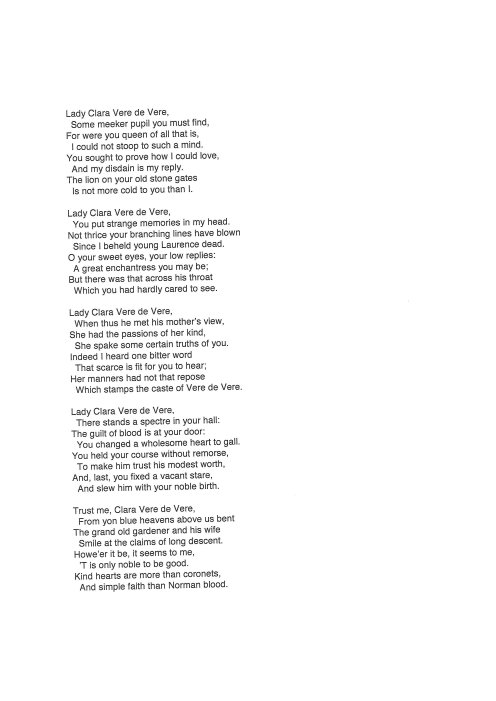 Lady Clara Vere de Vere,
Some meeker pupil you must find,
For were you queen of all that is,
I could not stoop to such a mind.
You sought to prove how I could love,
And my disdain is my reply.
The lion on your old stone gates
Is not more cold to you than I.

Lady Clara Vere de Vere,
You put strange memories in my head.
Not thrice your branching lines have blown
Since I beheld young Laurence dead.
O your sweet eyes, your low replies:
A great enchantress you may be;
But there was that across his throat
Which you had hardly cared to see.

Lady Clara Vere de Vere,
When thus he met his mother's view,
She had the passions of her kind,
She spake some certain truths of you.
Indeed I heard one bitter word
That scarce is fit for you to hear;
Her manners had not that repose
Which stamps the caste of Vere de Vere.

Lady Clara Vere de Vere,
There stands a spectre in your hall:
The guilt of blood is at your door:
You changed a wholesome heart to gall.
You held your course without remorse,
To make him trust his modest worth,
And, last, you fixed a vacant stare,
And slew him with your noble birth.

Trust me, Clara Vere de Vere,
From yon blue heavens above us bent
The grand old gardener and his wife
Smile at the claims of long descent.
Howe'er it be, it seems to me,
'T is only noble to be good.
Kind hearts are more than coronets,
And simple faith than Norman blood.